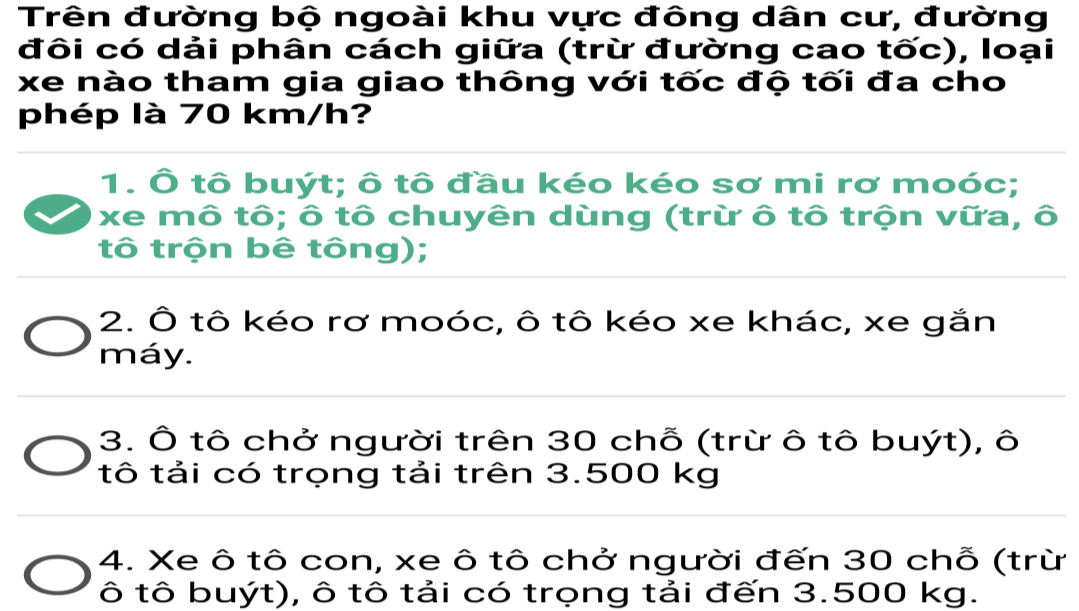 Trên đường bộ ngoài khu vực đông dân cư, đường
đôi có dải phân cách giữa (trừ đường cao tốc), loại
xe nào tham gia giao thông với tốc độ tối đa cho
phép là 70 km/h?
1. Ô tô buýt; ô tô đầu kéo kéo sơ mi rơ moóc;
xe mô tô; ô tô chuyên dùng (trừ ô tô trộn vữa, ô
tô trộn bê tông);
2. Ô tô kéo rơ moóc, ô tô kéo xe khác, xe gắn
máy.
3. Ô tô chở người trên 30 chỗ (trừ ô tô buýt), ô
tô tải có trọng tải trên 3.500 kg
4. Xe ô tô con, xe ô tô chở người đến 30 chỗ (trừ
ô tô buýt), ô tô tải có trọng tải đến 3.500 kg.